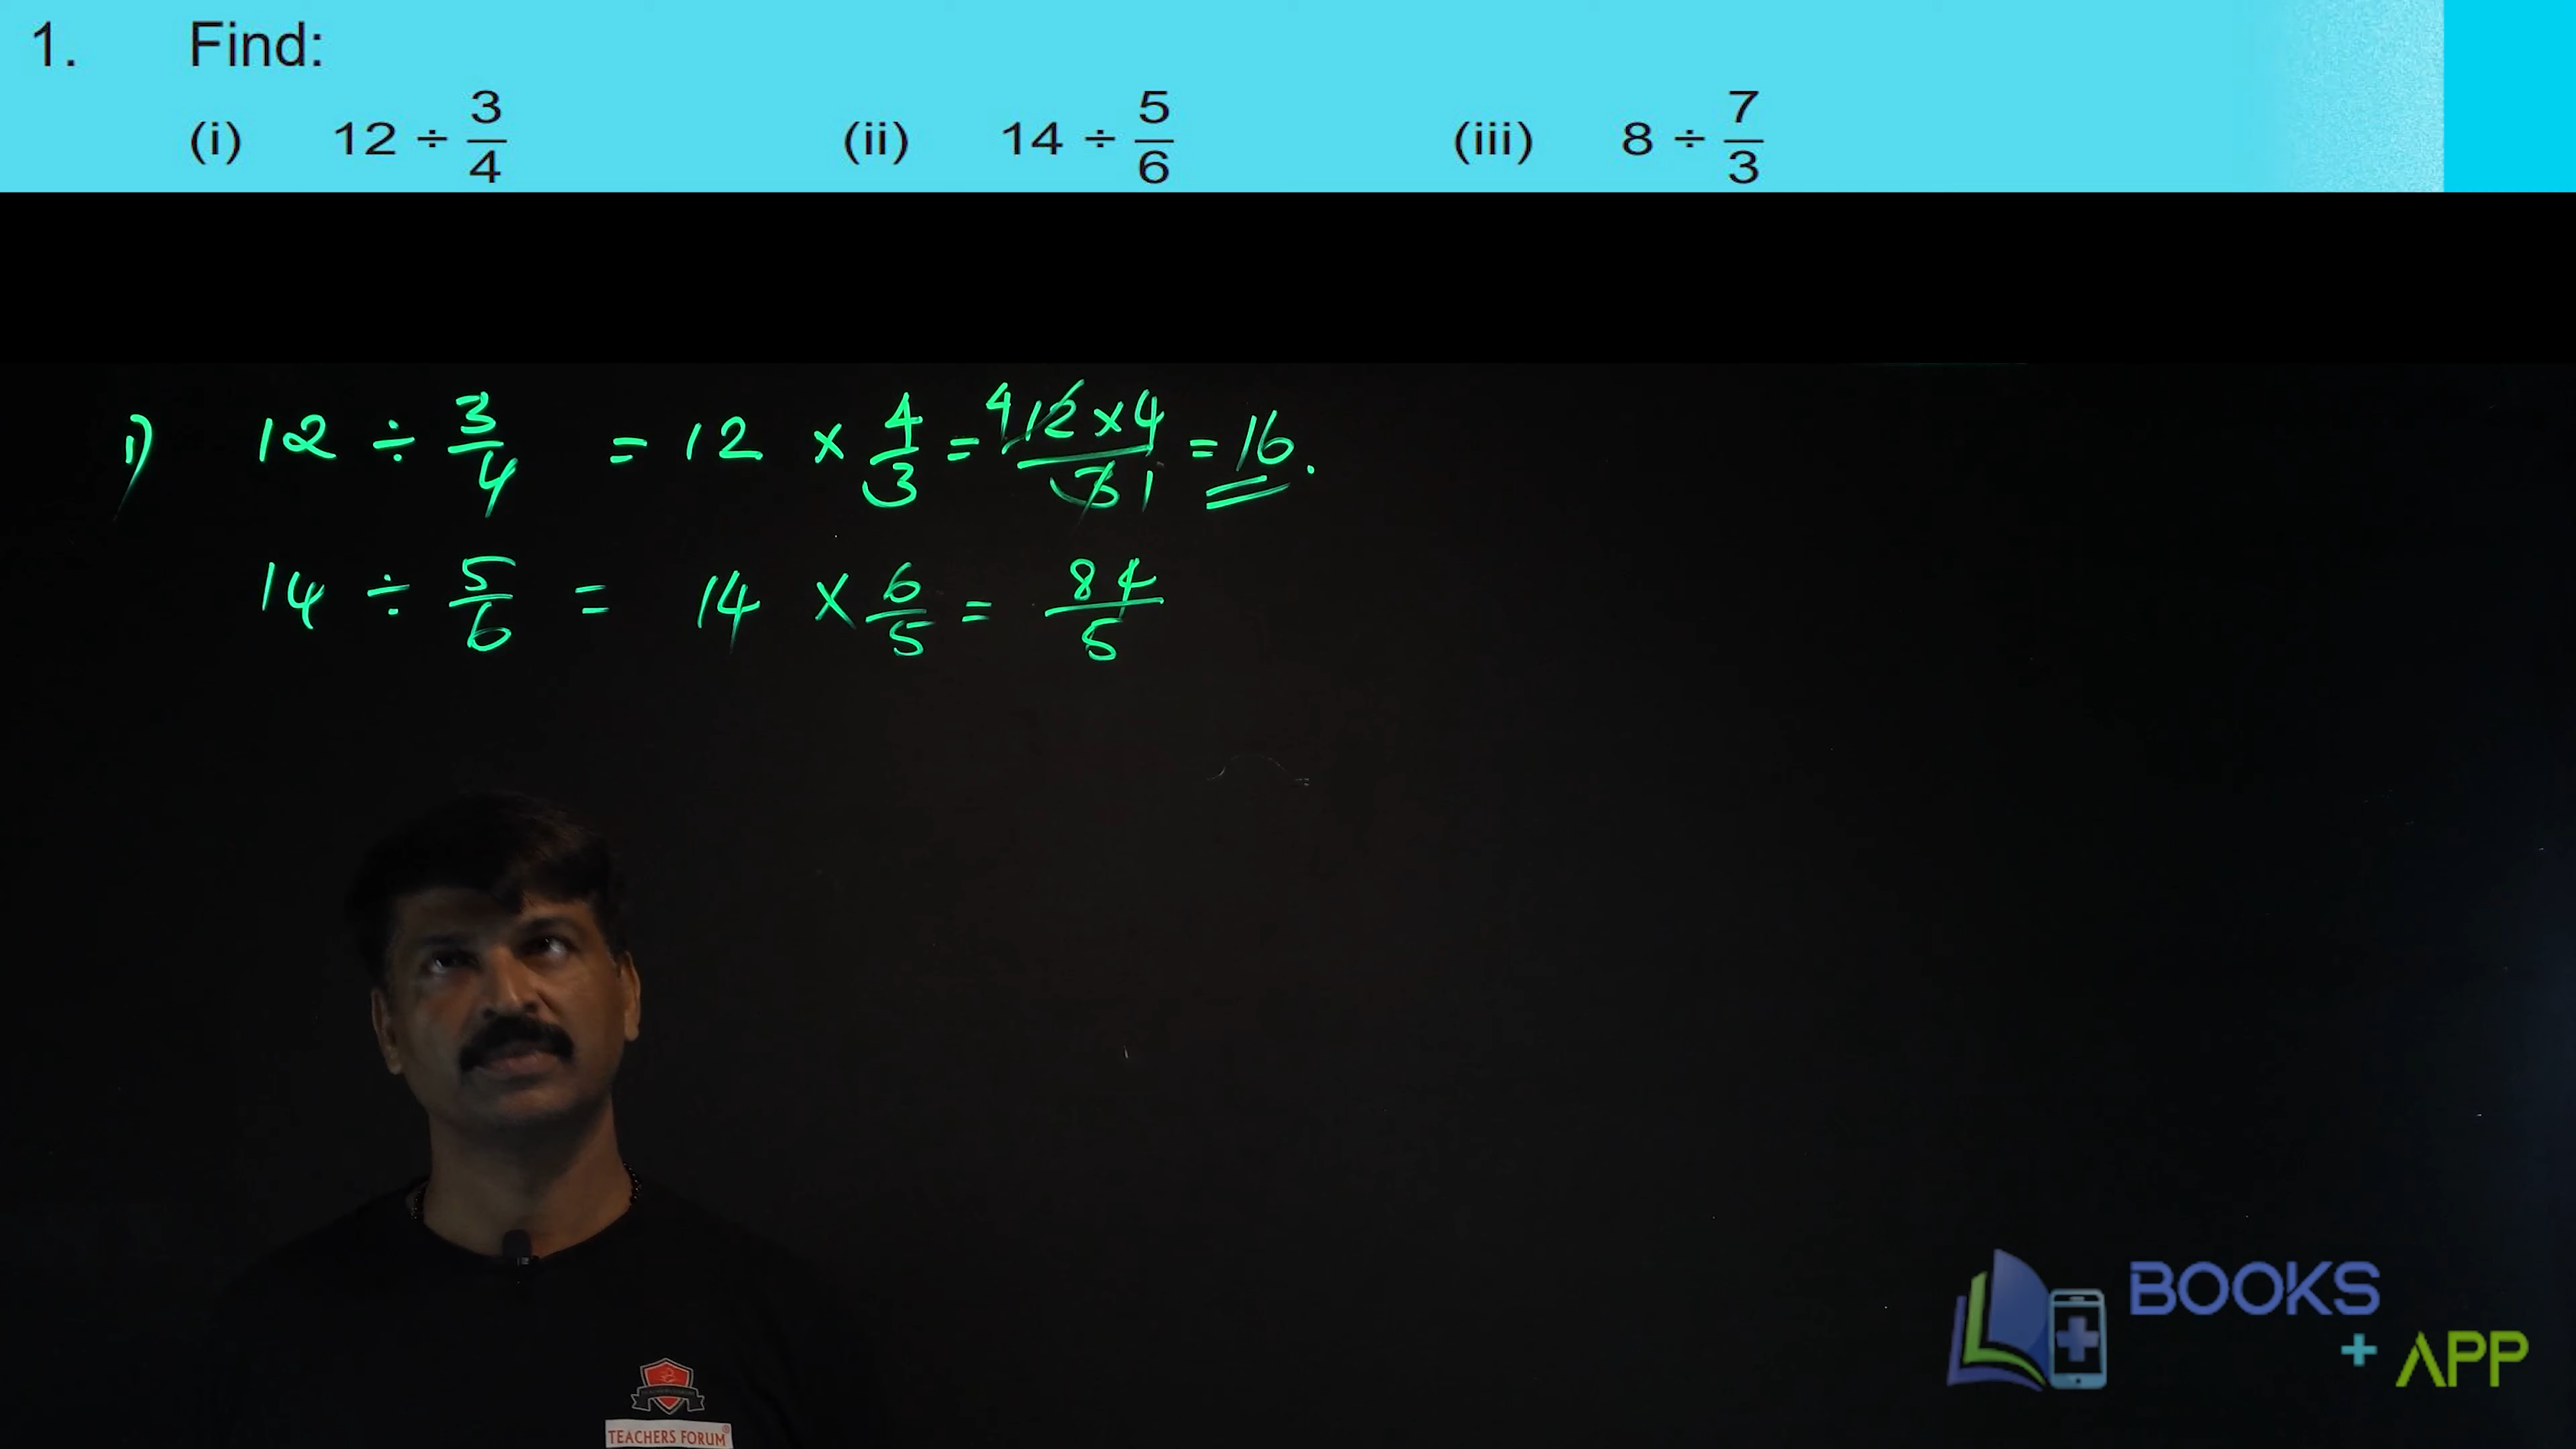 1. Find:
(i) 12 ÷ 3/4 (ii) 14 ÷ 5/6 (iii) 8 ÷ 7/3
i) 12 ÷ 3/4 = 12 × 4/3 = 4 12 × 4 / 3 1 = 16.
14 ÷ 5/6 = 14 × 6/5 = 84/5
BOOKS
+ APP
TEACHERS FORUM